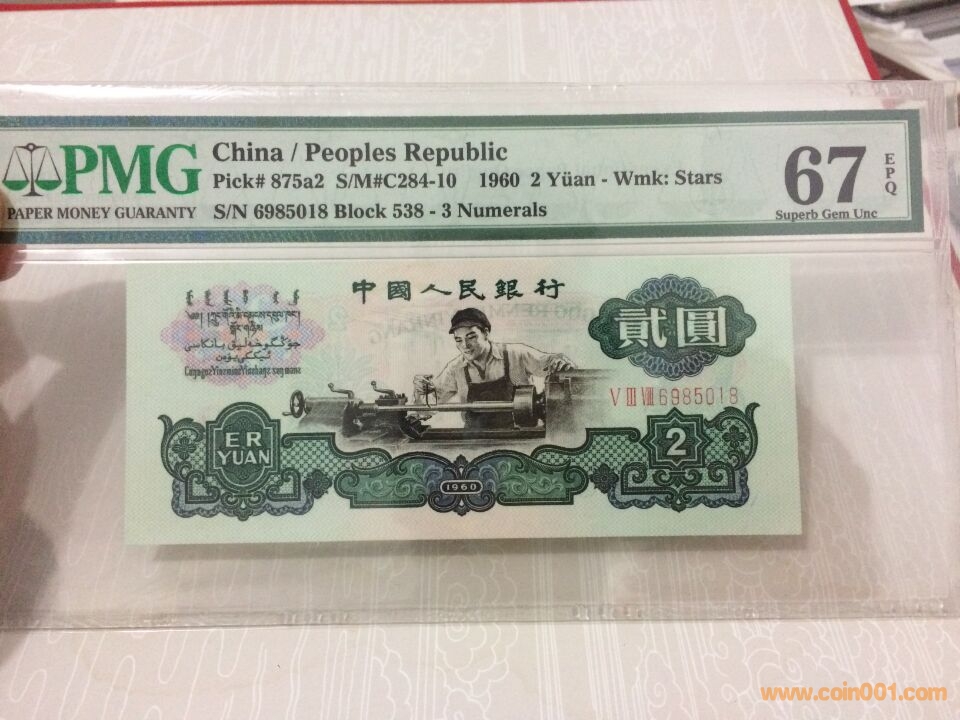 PMG
PAPER MONEY GUARANTY
China / Peoples Republic
Pick# 875a2 S/M#C284-10 1960 2 Yüan - Wmk: Stars
S/N 6985018 Block 538 - 3 Numerals
67
EPQ
Superb Gem Unc
中國人民銀行
貳圓
V III VIII 6985018
ER
YUAN
2
1960
www.coin001.com